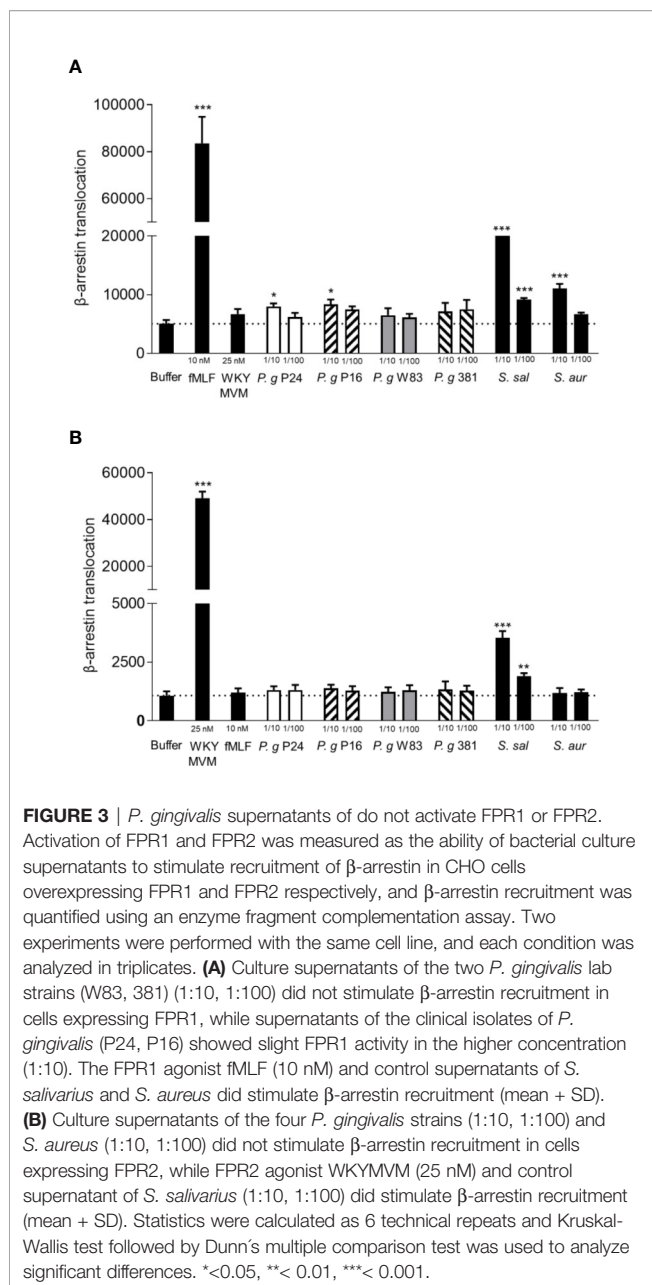 A
β-arrestin translocation
100000
80000
60000
40000
20000
10000
0
***
*
*
***
***
***
10 nM
25 nM
1/10 1/100
1/10 1/100
1/10 1/100
1/10 1/100
1/10 1/100
1/10 1/100
Buffer
fMLF
WKY
MVM
P. g P24
P. g P16
P. g W83
P. g 381
S. sal
S. aur
B
β-arrestin translocation
60000
40000
20000
5000
2500
0
***
***
**
25 nM
10 nM
1/10 1/100
1/10 1/100
1/10 1/100
1/10 1/100
1/10 1/100
1/10 1/100
Buffer
WKY
MVM
fMLF
P. g P24
P. g P16
P. g W83
P. g 381
S. sal
S. aur
FIGURE 3 | P. gingivalis supernatants of do not activate FPR1 or FPR2.
Activation of FPR1 and FPR2 was measured as the ability of bacterial culture
supernatants to stimulate recruitment of β-arrestin in CHO cells
overexpressing FPR1 and FPR2 respectively, and β-arrestin recruitment was
quantified using an enzyme fragment complementation assay. Two
experiments were performed with the same cell line, and each condition was
analyzed in triplicates. (A) Culture supernatants of the two P. gingivalis lab
strains (W83, 381) (1:10, 1:100) did not stimulate β-arrestin recruitment in
cells expressing FPR1, while supernatants of the clinical isolates of P.
gingivalis (P24, P16) showed slight FPR1 activity in the higher concentration
(1:10). The FPR1 agonist fMLF (10 nM) and control supernatants of S.
salivarius and S. aureus did stimulate β-arrestin recruitment (mean + SD).
(B) Culture supernatants of the four P. gingivalis strains (1:10, 1:100) and
S. aureus (1:10, 1:100) did not stimulate β-arrestin recruitment in cells
expressing FPR2, while FPR2 agonist WKYMVM (25 nM) and control
supernatant of S. salivarius (1:10, 1:100) did stimulate β-arrestin recruitment
(mean + SD). Statistics were calculated as 6 technical repeats and Kruskal-
Wallis test followed by Dunn´s multiple comparison test was used to analyze
significant differences. *<0.05, **< 0.01, ***< 0.001.